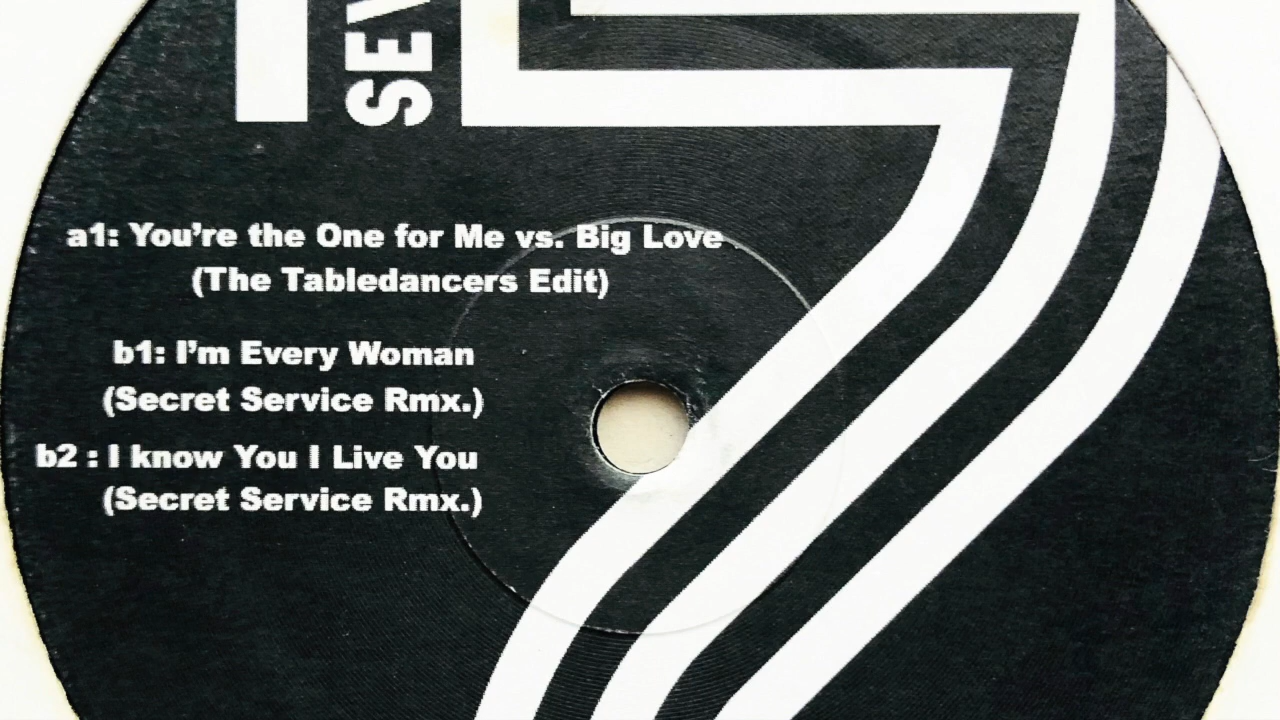 SEV
a1: You're the One for Me vs. Big Love
(The Tabledancers Edit)
b1: I'm Every Woman
(Secret Service Rmx.)
b2 : I know You I Live You
(Secret Service Rmx.)